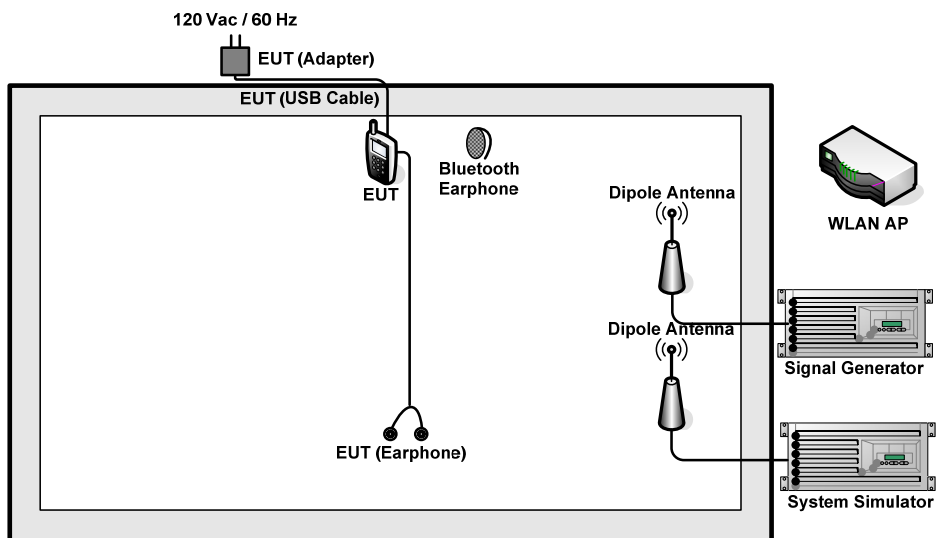 120 Vac / 60 Hz
EUT (Adapter)
EUT (USB Cable)
EUT
Bluetooth
Earphone
Dipole Antenna
WLAN AP
Dipole Antenna
Signal Generator
EUT (Earphone)
System Simulator